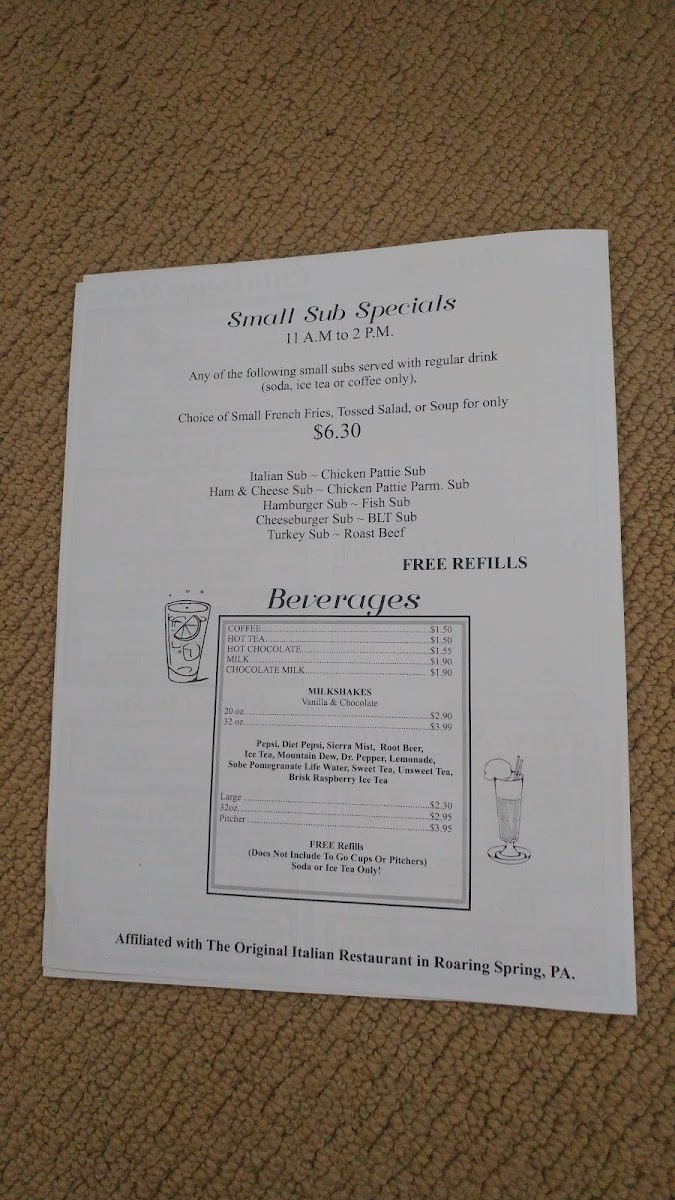 Small Sub Specials
11 A.M to 2 P.M.
Any of the following small subs served with regular drink
(soda, ice tea or coffee only),
Choice of Small French Fries, Tossed Salad, or Soup for only
$6.30
Italian Sub ~ Chicken Pattie Sub
Ham & Cheese Sub ~ Chicken Pattie Parm. Sub
Hamburger Sub ~ Fish Sub
Cheeseburger Sub ~ BLT Sub
Turkey Sub ~ Roast Beef
FREE REFILLS
Beverages
COFFEE....................$1.50
HOT TEA....................$1.50
HOT CHOCOLATE....................$1.55
MILK....................$1.90
CHOCOLATE MILK....................$1.90
MILKSHAKES
Vanilla & Chocolate
20 oz....................$2.90
32 oz....................$3.99
Pepsi, Diet Pepsi, Sierra Mist, Root Beer,
Ice Tea, Mountain Dew, Dr. Pepper, Lemonade,
Sobe Pomegranate Life Water, Sweet Tea, Unsweet Tea,
Brisk Raspberry Ice Tea
Large....................$2.30
32oz....................$2.95
Pitcher....................$3.95
FREE Refills
(Does Not Include To Go Cups Or Pitchers)
Soda or Ice Tea Only!
Affiliated with The Original Italian Restaurant in Roaring Spring, PA.